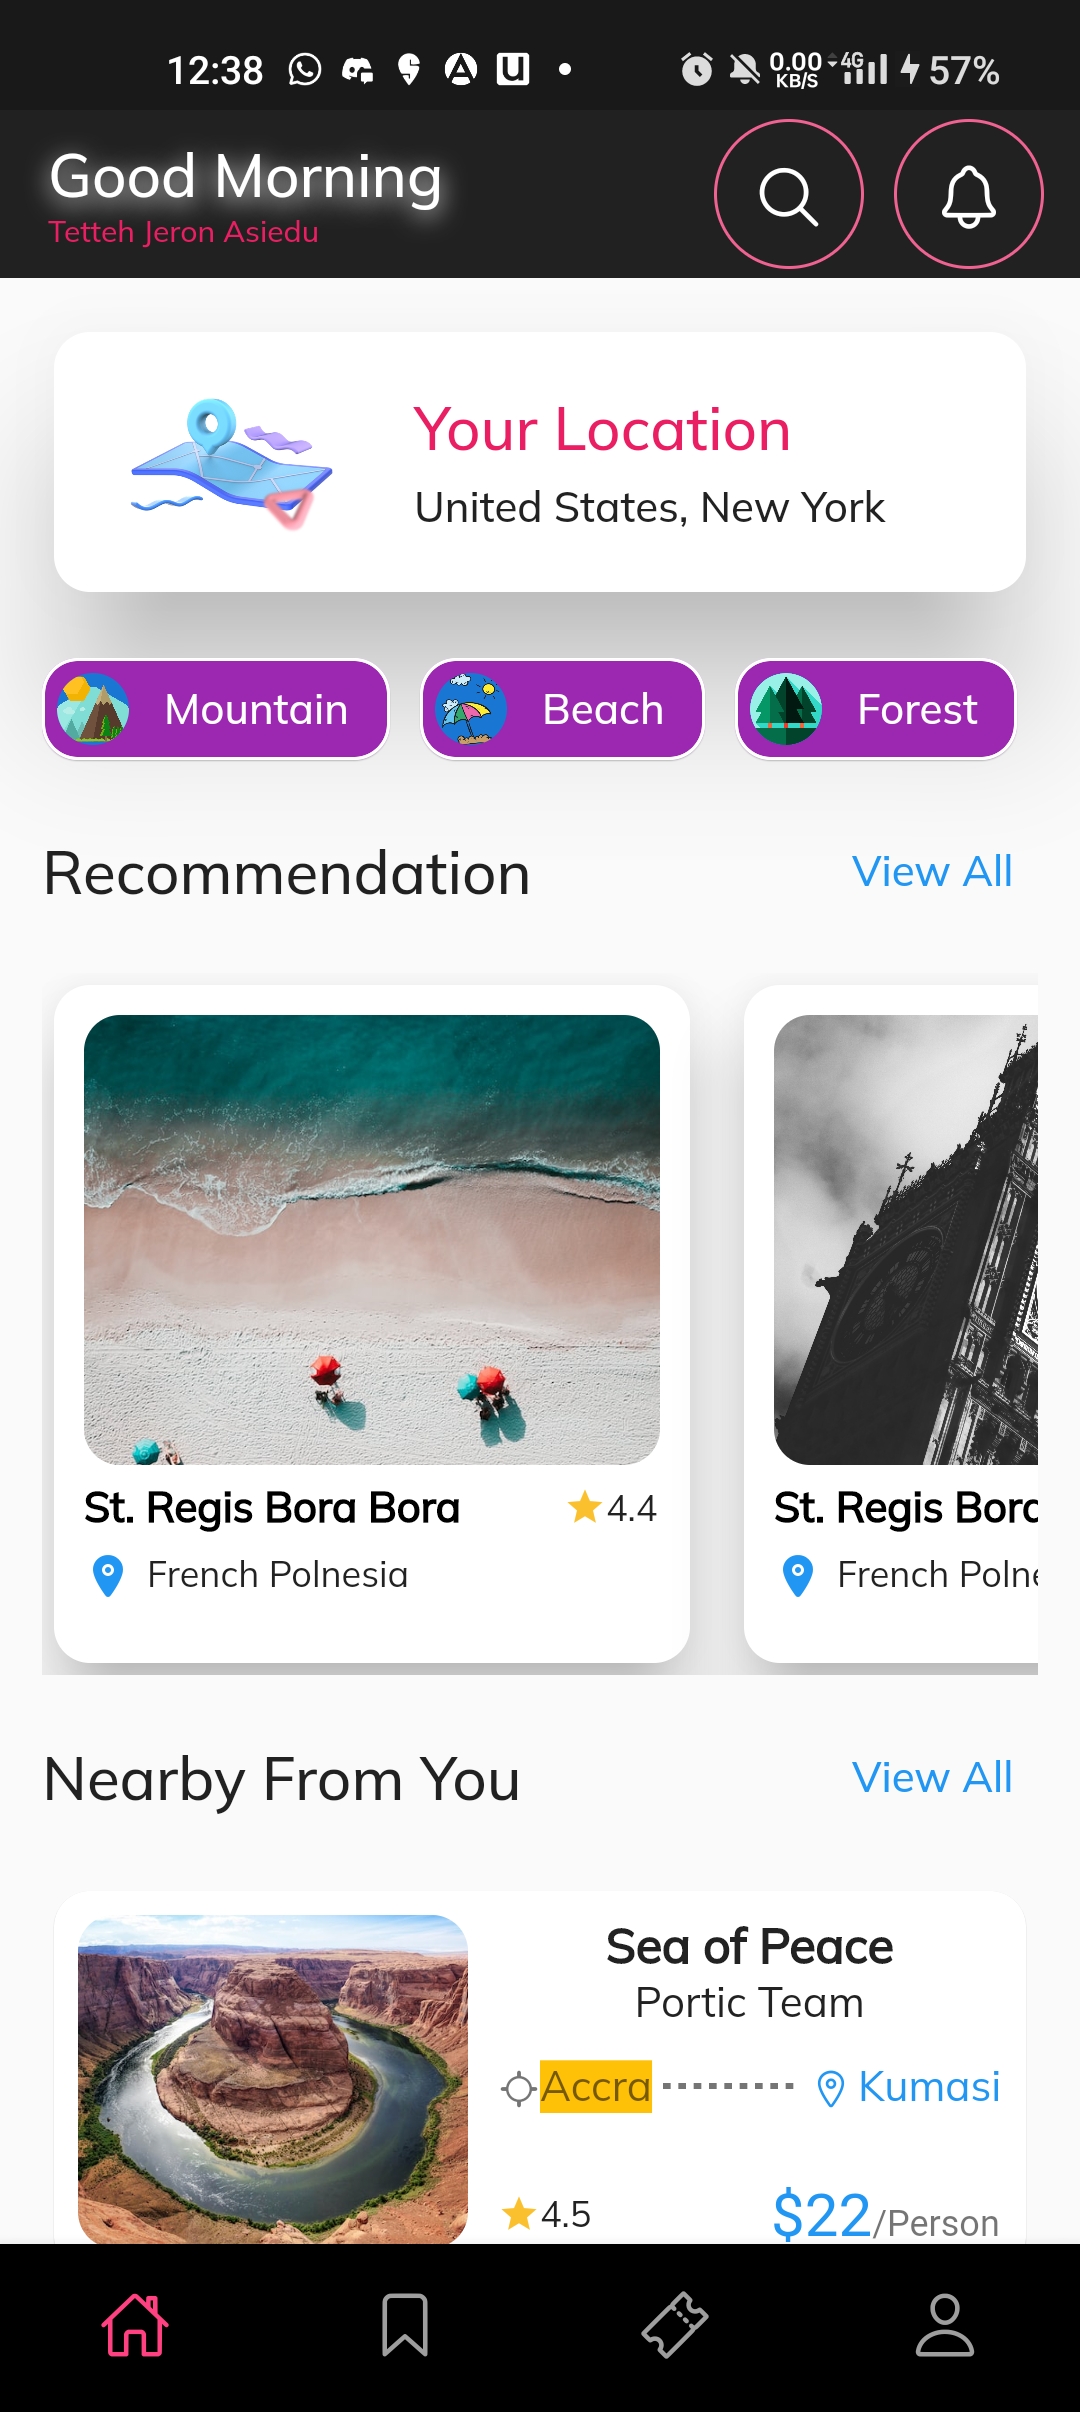 12:38 0.00 KB/S 4G 57%
Good Morning
Tetteh Jeron Asiedu
Your Location
United States, New York
Mountain Beach Forest
Recommendation View All
St. Regis Bora Bora 4.4 St. Regis Bora
French Polnesia French Polne
Nearby From You View All
Sea of Peace
Portic Team
Accra Kumasi
4.5 $22/Person